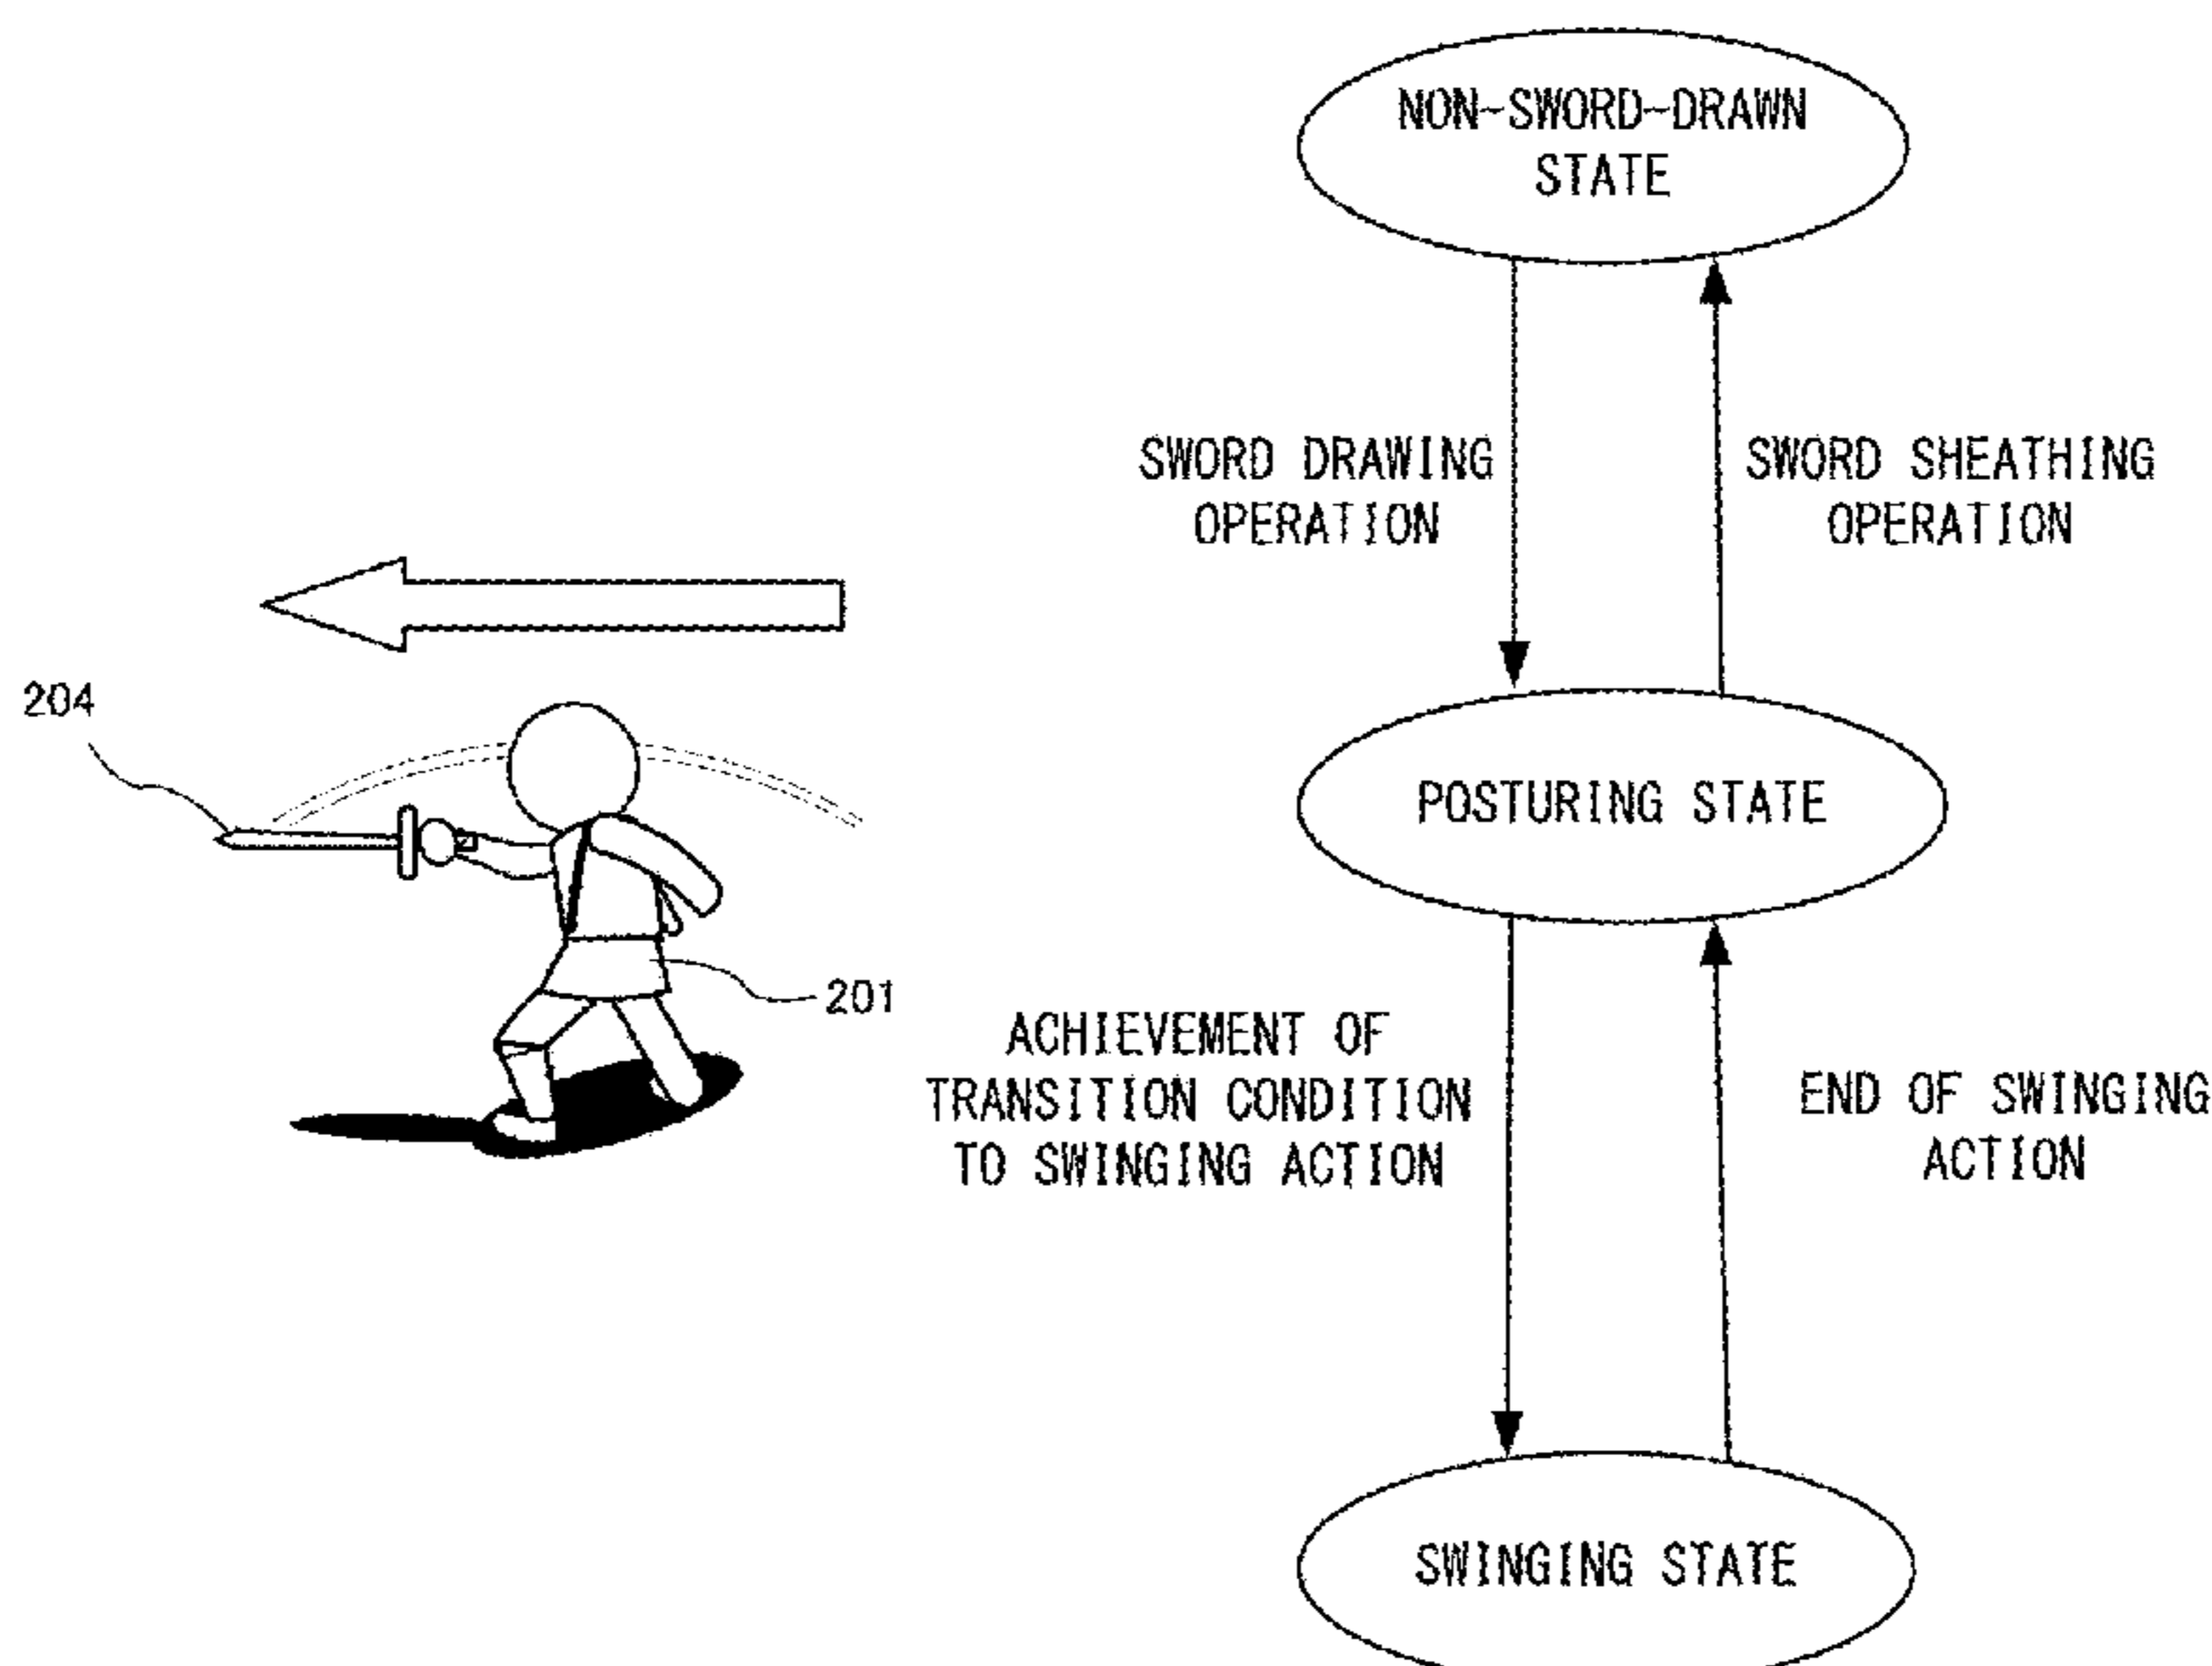 NON-SWORD-DRAWN
STATE
SWORD DRAWING
OPERATION
SWORD SHEATHING
OPERATION
204
POSTURING STATE
201
ACHIEVEMENT OF
TRANSITION CONDITION
TO SWINGING ACTION
END OF SWINGING
ACTION
SWINGING STATE